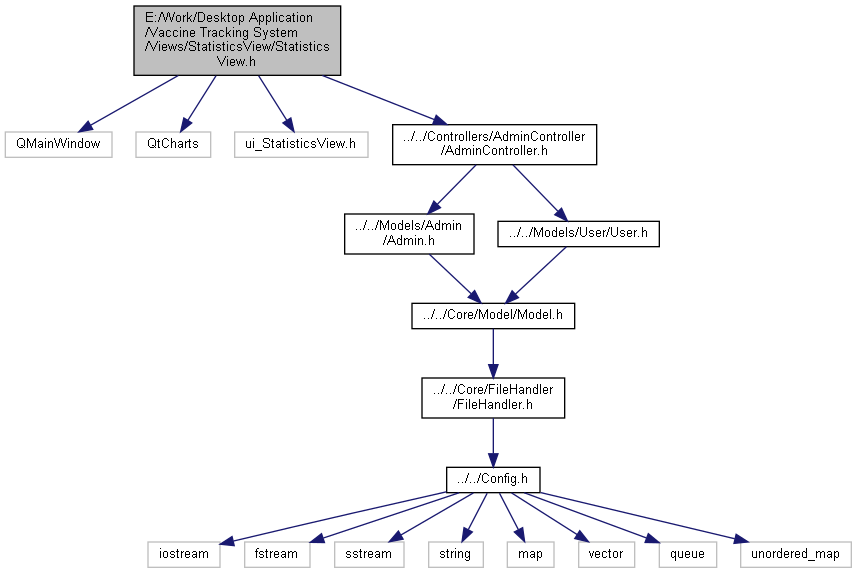 E:/Work/Desktop Application
/Vaccine Tracking System
/Views/StatisticsView/Statistics
View.h
QMainWindow
QtCharts
ui_StatisticsView.h
../../Controllers/AdminController
/AdminController.h
../../Models/Admin
/Admin.h
../../Models/User/User.h
../../Core/Model/Model.h
../../Core/FileHandler
/FileHandler.h
../../Config.h
iostream
fstream
sstream
string
map
vector
queue
unordered_map